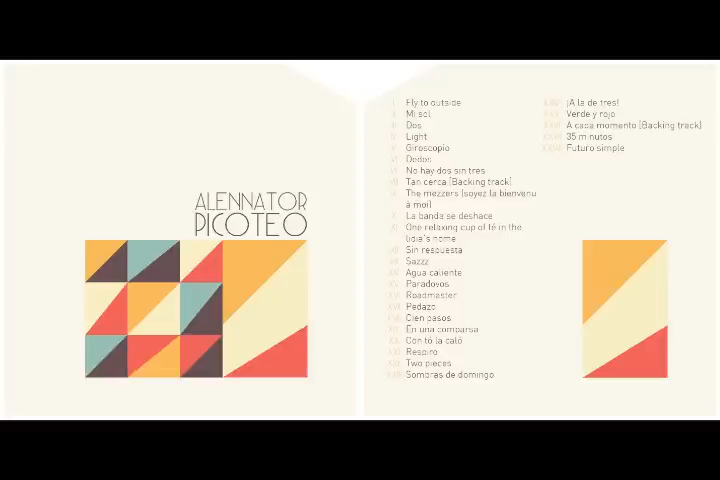 ALENNATOR
PICOTEO
Fly to outside
Mi sol
Dos
Light
Giroscopio
Dedos
No hay dos sin tres
Tan cerca [Backing track]
The mezzers (soyez la bienvenu
à moi)
La banda se deshace
One relaxing cup of té in the
lidia's home
Sin respuesta
Sazzz
Agua caliente
Paradovos
Roadmaster
Pedazo
Cien pasos
En una comparsa
Con tó la caló
Respiro
Two pieces
Sombras de domingo
¡A la de tres!
Verde y rojo
A cada momento [Backing track]
35 minutos
Futuro simple